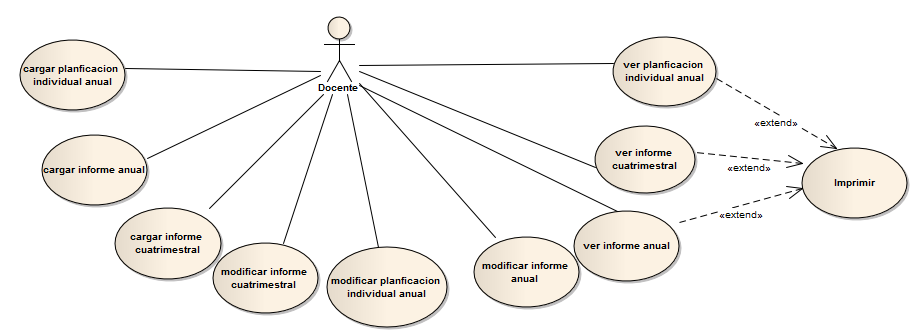 Docente
cargar planficacion
individual anual
ver planficacion
individual anual
«extend»
cargar informe anual
ver informe
cuatrimestral
«extend»
Imprimir
«extend»
cargar informe
cuatrimestral
ver informe anual
modificar informe
cuatrimestral
modificar planficacion
individual anual
modificar informe
anual